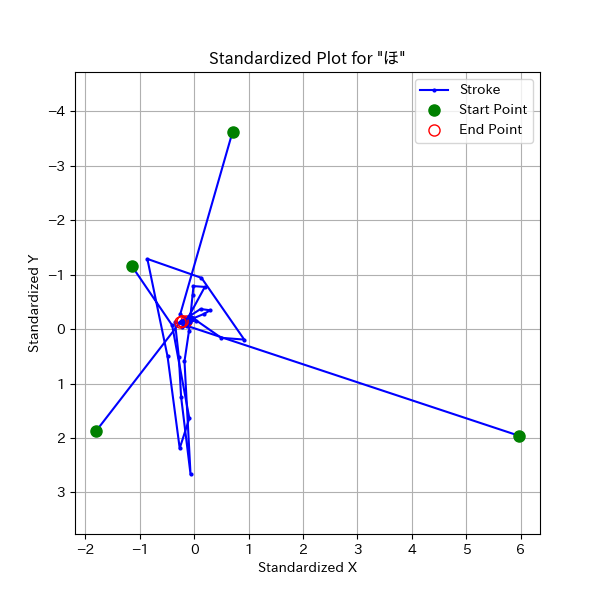 Standardized Plot for "ほ"
Stroke
Start Point
End Point
−4
−3
−2
−1
0
1
2
3
Standardized Y
−2 −1 0 1 2 3 4 5 6
Standardized X